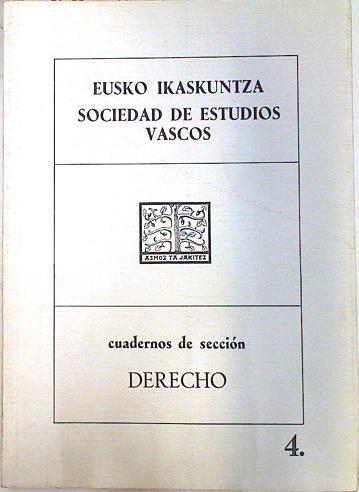 EUSKO IKASKUNTZA
SOCIEDAD DE ESTUDIOS
VASCOS
ASMOZ TA JAKITEZ
cuadernos de sección
DERECHO
4.